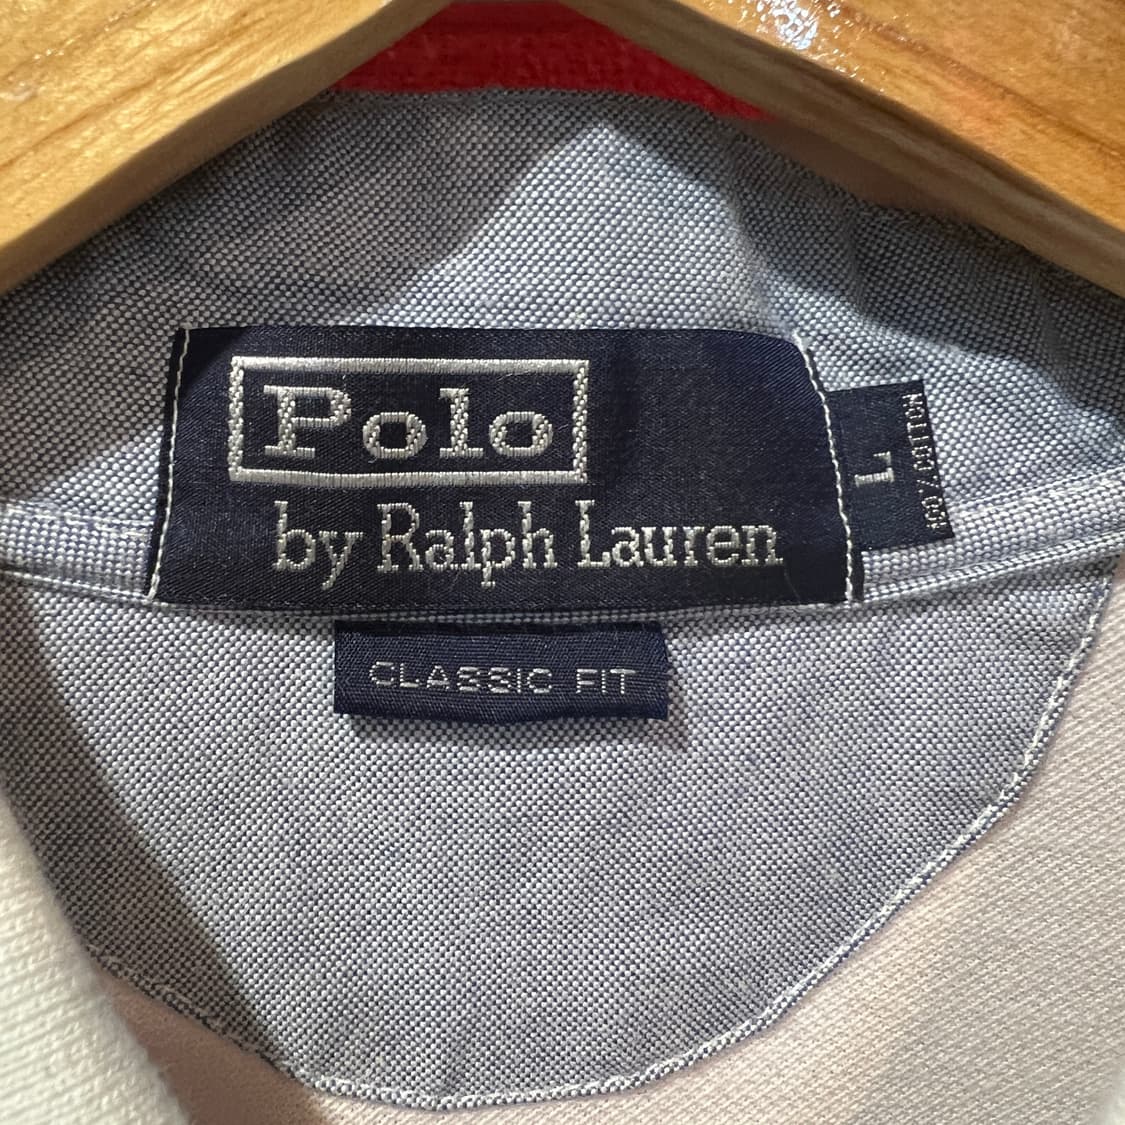 Polo
by Ralph Lauren
L
CLASSIC FIT